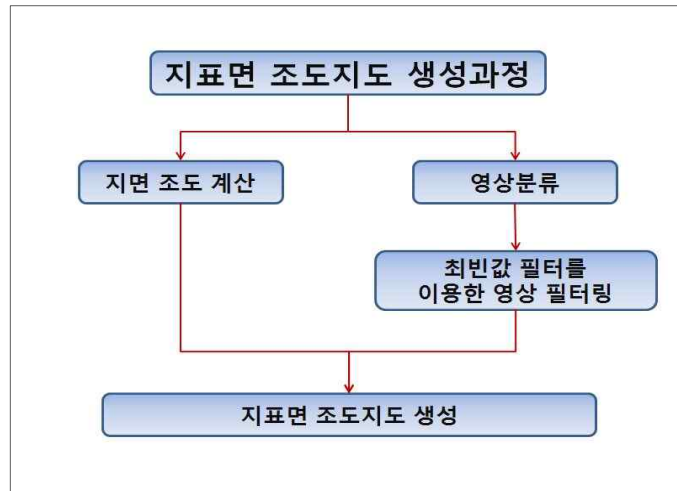 지표면 조도지도 생성과정
지면 조도 계산
영상분류
최빈값 필터를
이용한 영상 필터링
지표면 조도지도 생성